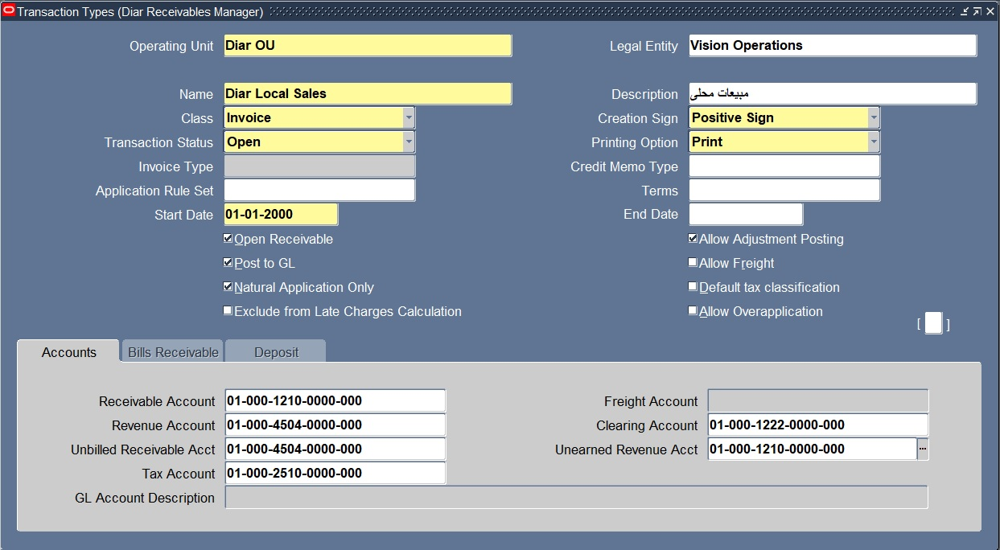 Transaction Types (Diar Receivables Manager)
Operating Unit Diar OU Legal Entity Vision Operations
Name Diar Local Sales Description مبيعات محلى
Class Invoice Creation Sign Positive Sign
Transaction Status Open Printing Option Print
Invoice Type Credit Memo Type
Application Rule Set Terms
Start Date 01-01-2000 End Date
Open Receivable Allow Adjustment Posting
Post to GL Allow Freight
Natural Application Only Default tax classification
Exclude from Late Charges Calculation Allow Overapplication
[ ]
Accounts Bills Receivable Deposit
Receivable Account 01-000-1210-0000-000 Freight Account
Revenue Account 01-000-4504-0000-000 Clearing Account 01-000-1222-0000-000
Unbilled Receivable Acct 01-000-4504-0000-000 Unearned Revenue Acct 01-000-1210-0000-000 ...
Tax Account 01-000-2510-0000-000
GL Account Description